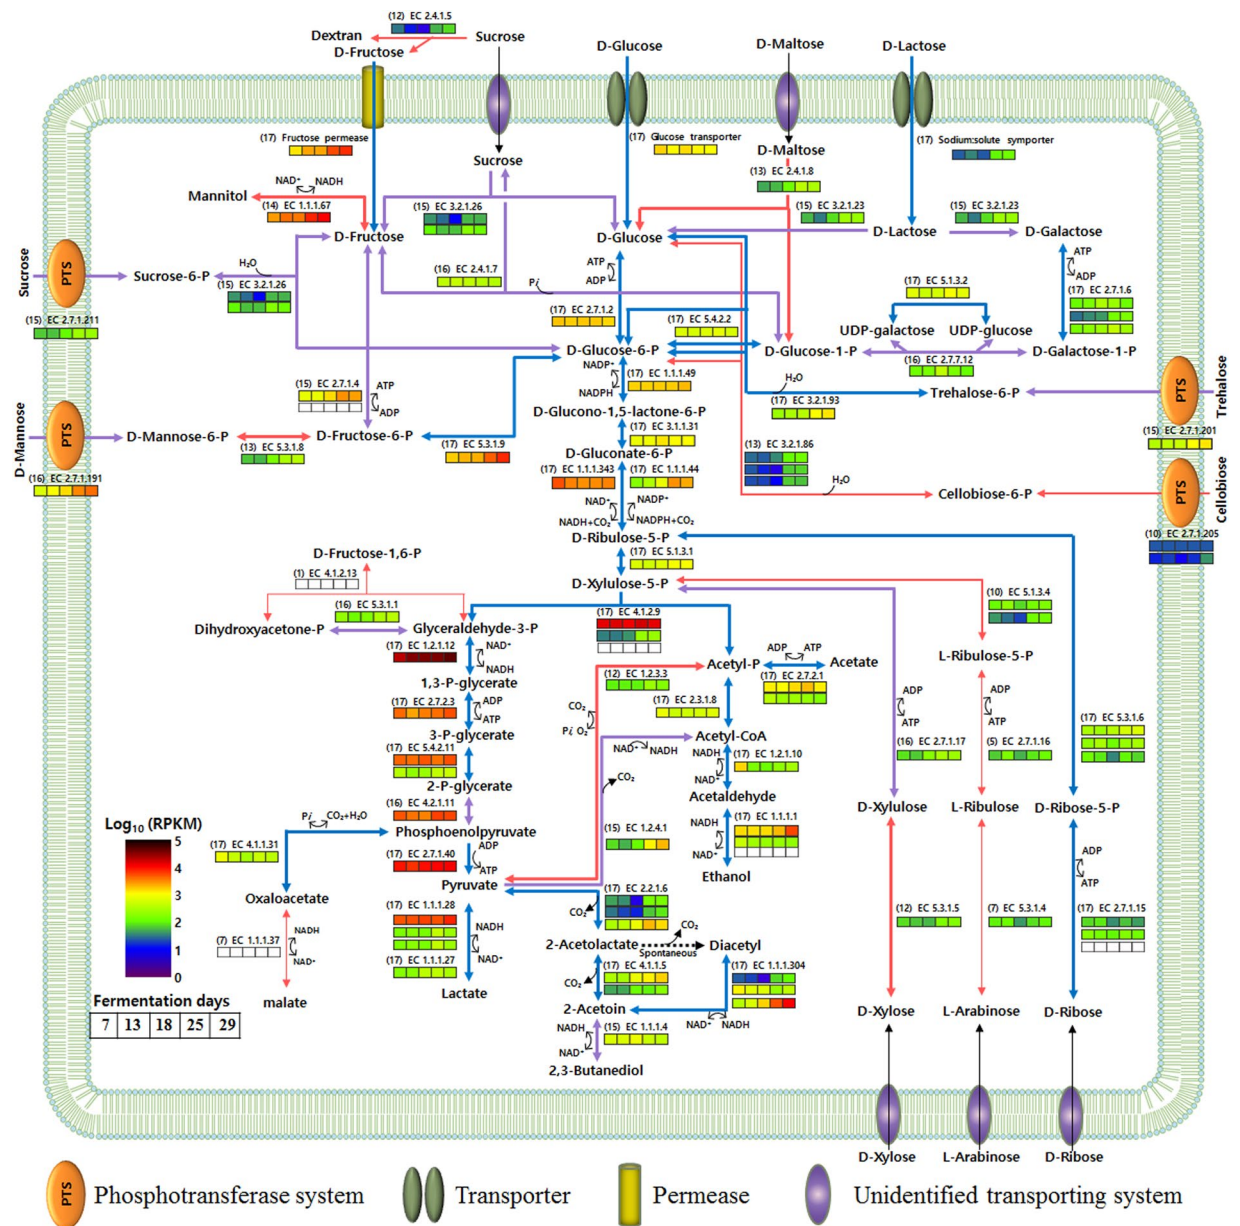 (12) EC 2.4.1.5
Dextran
Sucrose
D-Fructose
D-Glucose
D-Maltose
D-Lactose
(17) Fructose permease
Sucrose
(17) Glucose transporter
D-Maltose
(17) Sodium:solute symporter
(13) EC 2.4.1.8
NAD⁺ NADH
Mannitol
(14) EC 1.1.1.67
(15) EC 3.2.1.26
(15) EC 3.2.1.23
(15) EC 3.2.1.23
D-Fructose
D-Glucose
D-Lactose
D-Galactose
Sucrose
PTS
Sucrose-6-P
H₂O
(15) EC 3.2.1.26
(16) EC 2.4.1.7
ATP
ADP
Pi
(17) EC 5.1.3.2
ATP
ADP
(17) EC 2.7.1.6
(15) EC 2.7.1.211
(17) EC 2.7.1.2
(17) EC 5.4.2.2
UDP-galactose
UDP-glucose
D-Glucose-6-P
D-Glucose-1-P
D-Galactose-1-P
(16) EC 2.7.7.12
NADP⁺
NADPH
(17) EC 1.1.1.49
(15) EC 2.7.1.4
ATP
ADP
H₂O
(17) EC 3.2.1.93
Trehalose-6-P
PTS
Trehalose
(15) EC 2.7.1.201
D-Glucono-1,5-lactone-6-P
(17) EC 3.1.1.31
D-Mannose
PTS
D-Mannose-6-P
(13) EC 5.3.1.8
D-Fructose-6-P
(17) EC 5.3.1.9
(16) EC 2.7.1.191
D-Gluconate-6-P
(13) EC 3.2.1.86
(17) EC 1.1.1.343
(17) EC 1.1.1.44
NAD⁺
NADP⁺
NADH+CO₂
NADPH+CO₂
H₂O
Cellobiose-6-P
PTS
Cellobiose
(10) EC 2.7.1.205
D-Ribulose-5-P
(17) EC 5.1.3.1
D-Xylulose-5-P
D-Fructose-1,6-P
(1) EC 4.1.2.13
(16) EC 5.3.1.1
Dihydroxyacetone-P
Glyceraldehyde-3-P
(17) EC 4.1.2.9
(10) EC 5.1.3.4
(17) EC 1.2.1.12
NAD⁺
NADH
Acetyl-P
ADP ATP
Acetate
L-Ribulose-5-P
(12) EC 1.2.3.3
(17) EC 2.7.2.1
1,3-P-glycerate
(17) EC 2.7.2.3
ADP
ATP
CO₂
Pi O₂
(17) EC 2.3.1.8
ADP
ATP
ADP
ATP
(17) EC 5.3.1.6
3-P-glycerate
Acetyl-CoA
(17) EC 5.4.2.11
NAD⁺ NADH
NADH
NAD⁺
(17) EC 1.2.1.10
(16) EC 2.7.1.17
(5) EC 2.7.1.16
2-P-glycerate
CO₂
Acetaldehyde
D-Xylulose
L-Ribulose
D-Ribose-5-P
(16) EC 4.2.1.11
Log₁₀ (RPKM)
5
4
3
2
1
0
Pi CO₂+H₂O
Phosphoenolpyruvate
NADH
NAD⁺
(17) EC 1.1.1.1
(17) EC 4.1.1.31
(17) EC 2.7.1.40
ADP
ATP
(15) EC 1.2.4.1
ADP
ATP
Ethanol
Pyruvate
Oxaloacetate
(17) EC 1.1.1.28
NADH
NAD⁺
(17) EC 2.2.1.6
CO₂
(12) EC 5.3.1.5
(7) EC 5.3.1.4
(17) EC 2.7.1.15
(7) EC 1.1.1.37
NADH
NAD⁺
(17) EC 1.1.1.27
2-Acetolactate
CO₂
Spontaneous
Diacetyl
(17) EC 4.1.1.5
(17) EC 1.1.1.304
CO₂
malate
Lactate
Fermentation days
7 13 18 25 29
2-Acetoin
NAD⁺ NADH
D-Xylose
L-Arabinose
D-Ribose
NADH
NAD⁺
(15) EC 1.1.1.4
2,3-Butanediol
D-Xylose
L-Arabinose
D-Ribose
PTS
Phosphotransferase system
Transporter
Permease
Unidentified transporting system